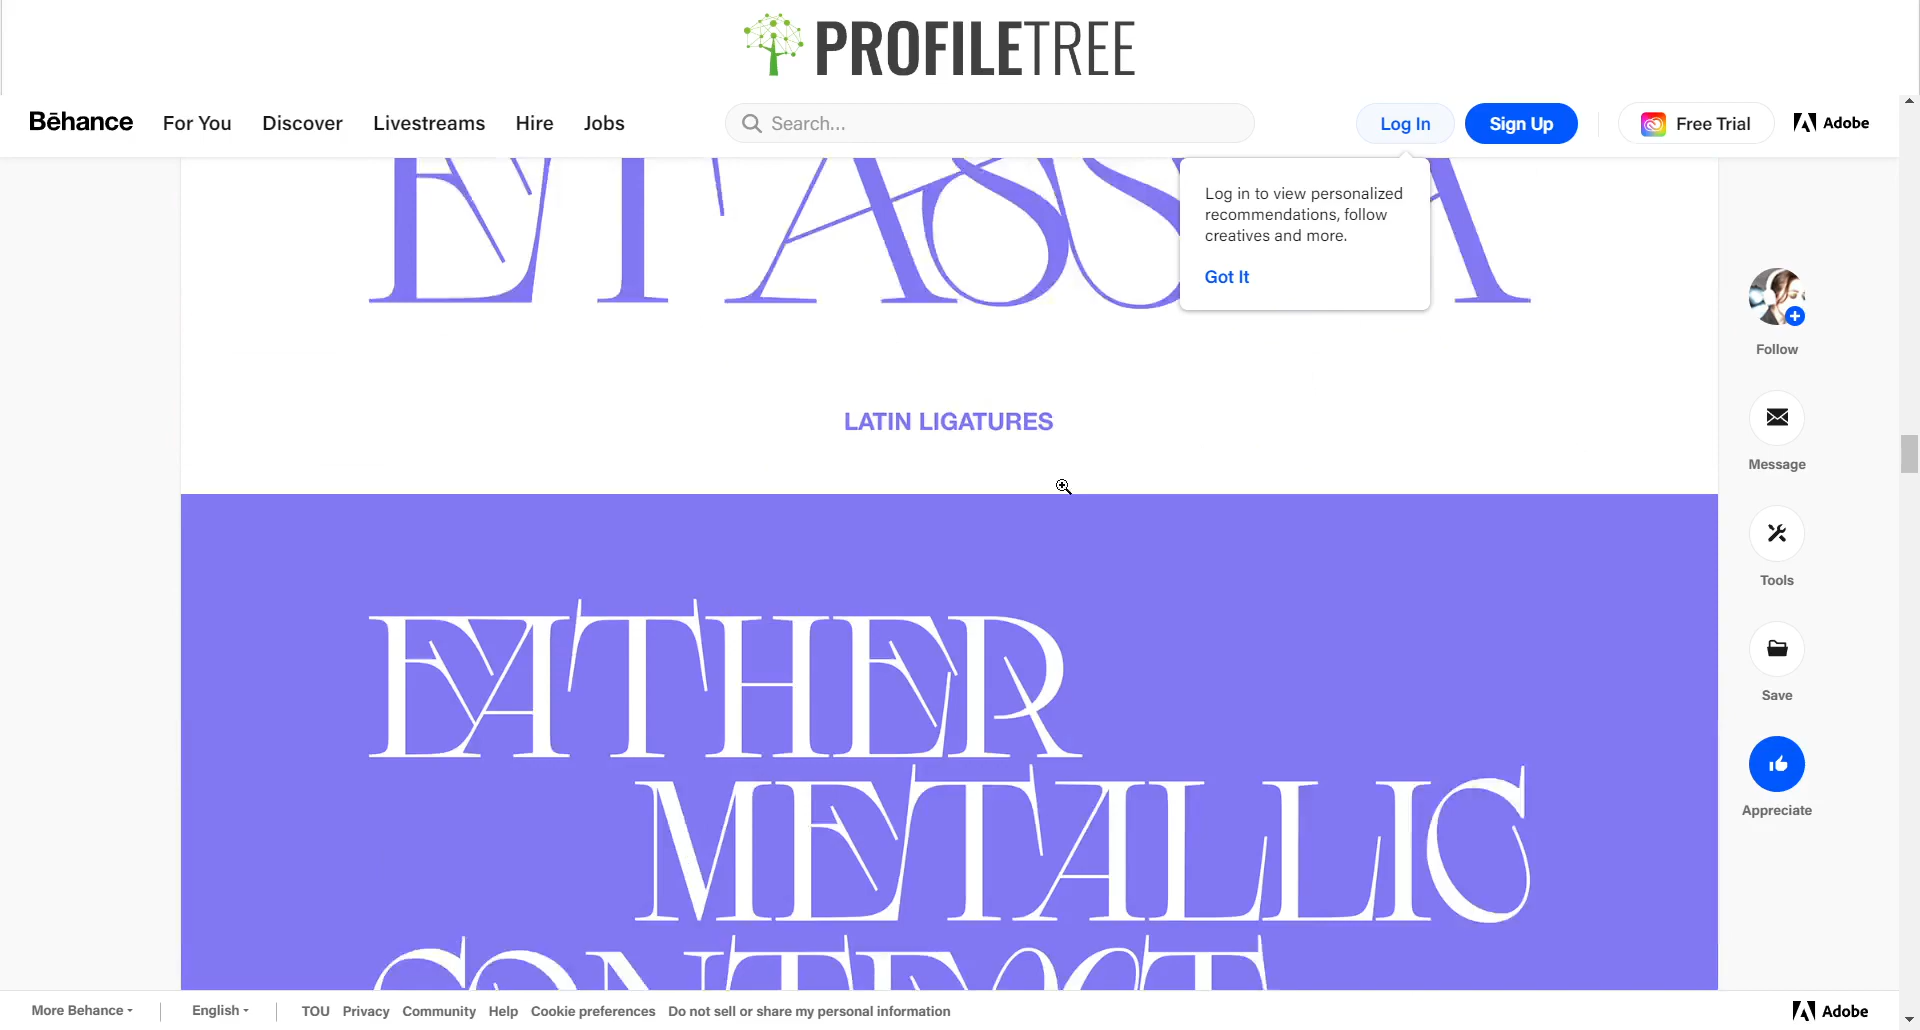 PROFILETREE
Bēhance For You Discover Livestreams Hire Jobs Search... Log In Sign Up Free Trial Adobe
Log in to view personalized
recommendations, follow
creatives and more.
Got It
LATIN LIGATURES
EATHER
METALLIC
Follow
Message
Tools
Save
Appreciate
More Behance English TOU Privacy Community Help Cookie preferences Do not sell or share my personal information Adobe